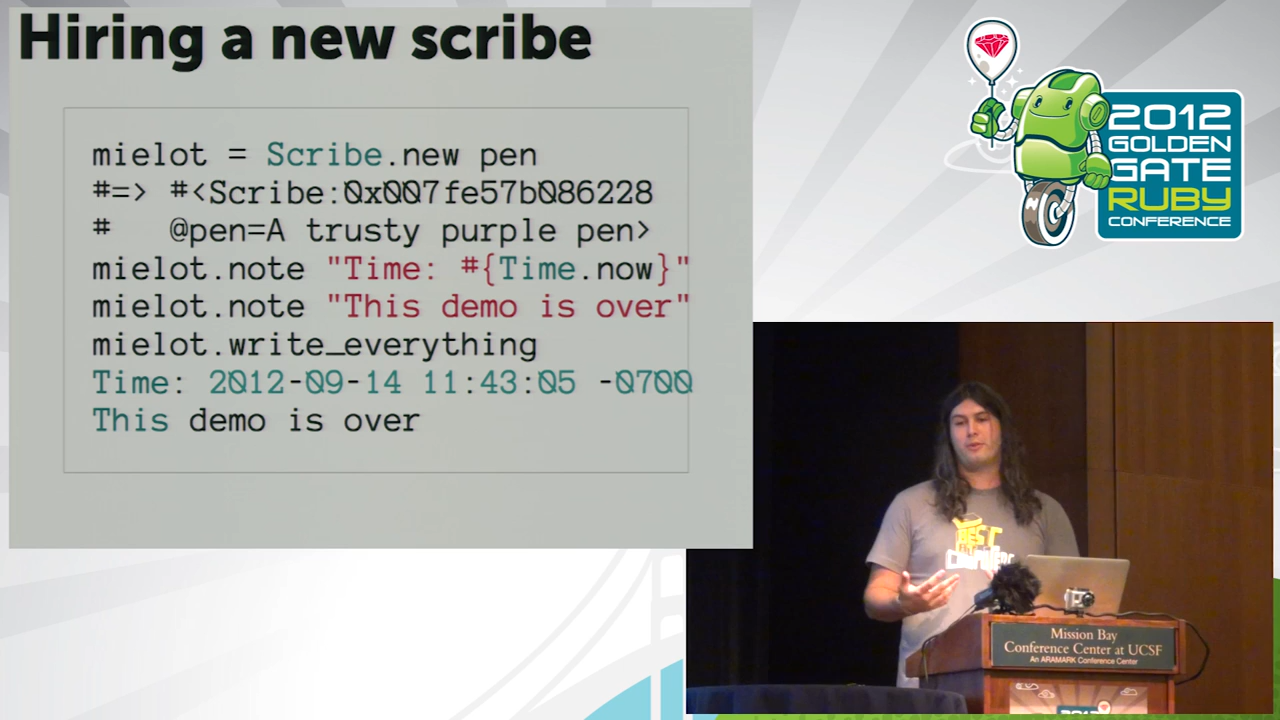 Hiring a new scribe
mielot = Scribe.new pen
#=> #<Scribe:0x007fe57b086228
#   @pen=A trusty purple pen>
mielot.note "Time: #{Time.now}"
mielot.note "This demo is over"
mielot.write_everything
Time: 2012-09-14 11:43:05 -0700
This demo is over
2012
GOLDEN
GATE
RUBY
CONFERENCE
BEST
Mission Bay
Conference Center at UCSF
An ARAMARK Conference Center
2012